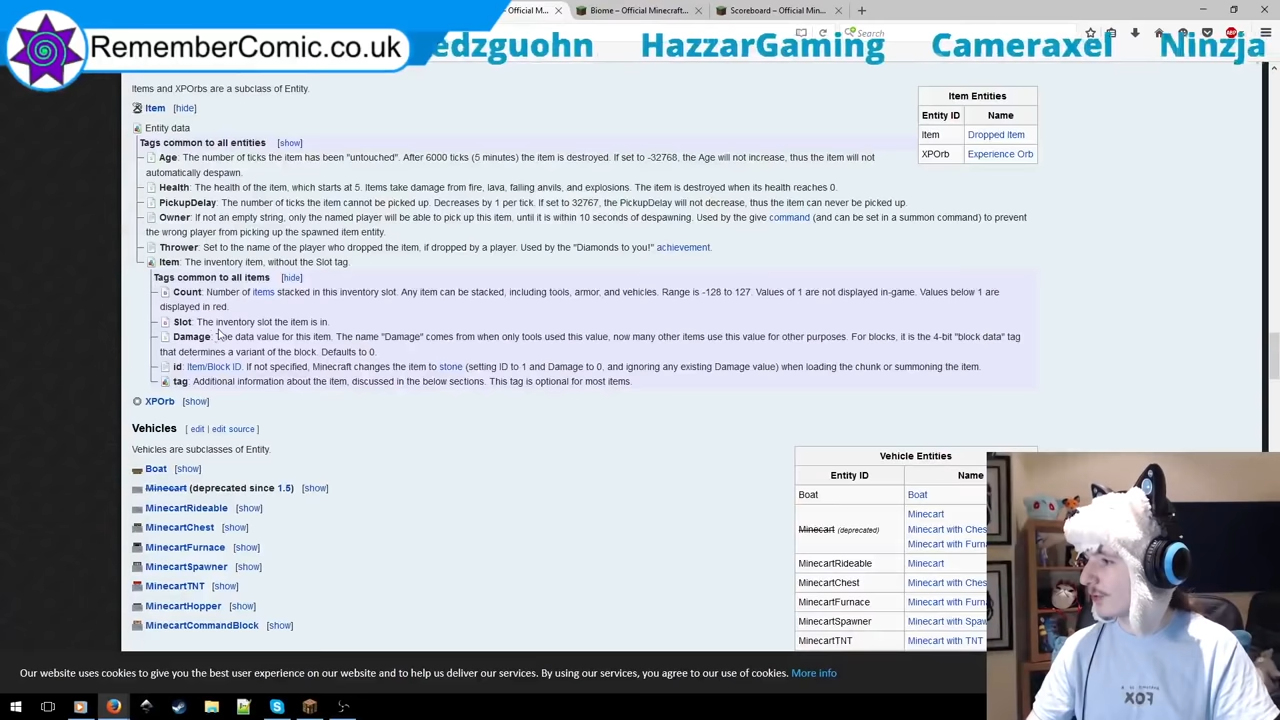 Official M...
Biome – Official Minecraft...
Scoreboard – Official Min...
RememberComic.co.uk
edzguohn HazzarGaming Cameraxel Ninzja
Search
Items and XPOrbs are a subclass of Entity.
Item [hide]
Entity data
Tags common to all entities [show]
Age: The number of ticks the item has been "untouched". After 6000 ticks (5 minutes) the item is destroyed. If set to -32768, the Age will not increase, thus the item will not
automatically despawn.
Health: The health of the item, which starts at 5. Items take damage from fire, lava, falling anvils, and explosions. The item is destroyed when its health reaches 0.
PickupDelay: The number of ticks the item cannot be picked up. Decreases by 1 per tick. If set to 32767, the PickupDelay will not decrease, thus the item can never be picked up.
Owner: If not an empty string, only the named player will be able to pick up this item, until it is within 10 seconds of despawning. Used by the give command (and can be set in a summon command) to prevent
the wrong player from picking up the spawned item entity.
Thrower: Set to the name of the player who dropped the item, if dropped by a player. Used by the "Diamonds to you!" achievement.
Item: The inventory item, without the Slot tag.
Tags common to all items [hide]
Count: Number of items stacked in this inventory slot. Any item can be stacked, including tools, armor, and vehicles. Range is -128 to 127. Values of 1 are not displayed in-game. Values below 1 are
displayed in red.
Slot: The inventory slot the item is in.
Damage: The data value for this item. The name "Damage" comes from when only tools used this value, now many other items use this value for other purposes. For blocks, it is the 4-bit "block data" tag
that determines a variant of the block. Defaults to 0.
id: Item/Block ID. If not specified, Minecraft changes the item to stone (setting ID to 1 and Damage to 0, and ignoring any existing Damage value) when loading the chunk or summoning the item.
tag: Additional information about the item, discussed in the below sections. This tag is optional for most items.
XPOrb [show]
Item Entities
Entity ID Name
Item Dropped Item
XPOrb Experience Orb
Vehicles [ edit | edit source ]
Vehicles are subclasses of Entity.
Boat [show]
Minecart (deprecated since 1.5) [show]
MinecartRideable [show]
MinecartChest [show]
MinecartFurnace [show]
MinecartSpawner [show]
MinecartTNT [show]
MinecartHopper [show]
MinecartCommandBlock [show]
Vehicle Entities
Entity ID Name
Boat Boat
Minecart (deprecated) Minecart
Minecart with Ches
Minecart with Furn
MinecartRideable Minecart
MinecartChest Minecart with Ches
MinecartFurnace Minecart with Furn
MinecartSpawner Minecart with Spaw
MinecartTNT Minecart with TNT
Our website uses cookies to give you the best user experience on our website and to help us deliver our services. By using our services, you agree to our use of cookies. More info
FOX